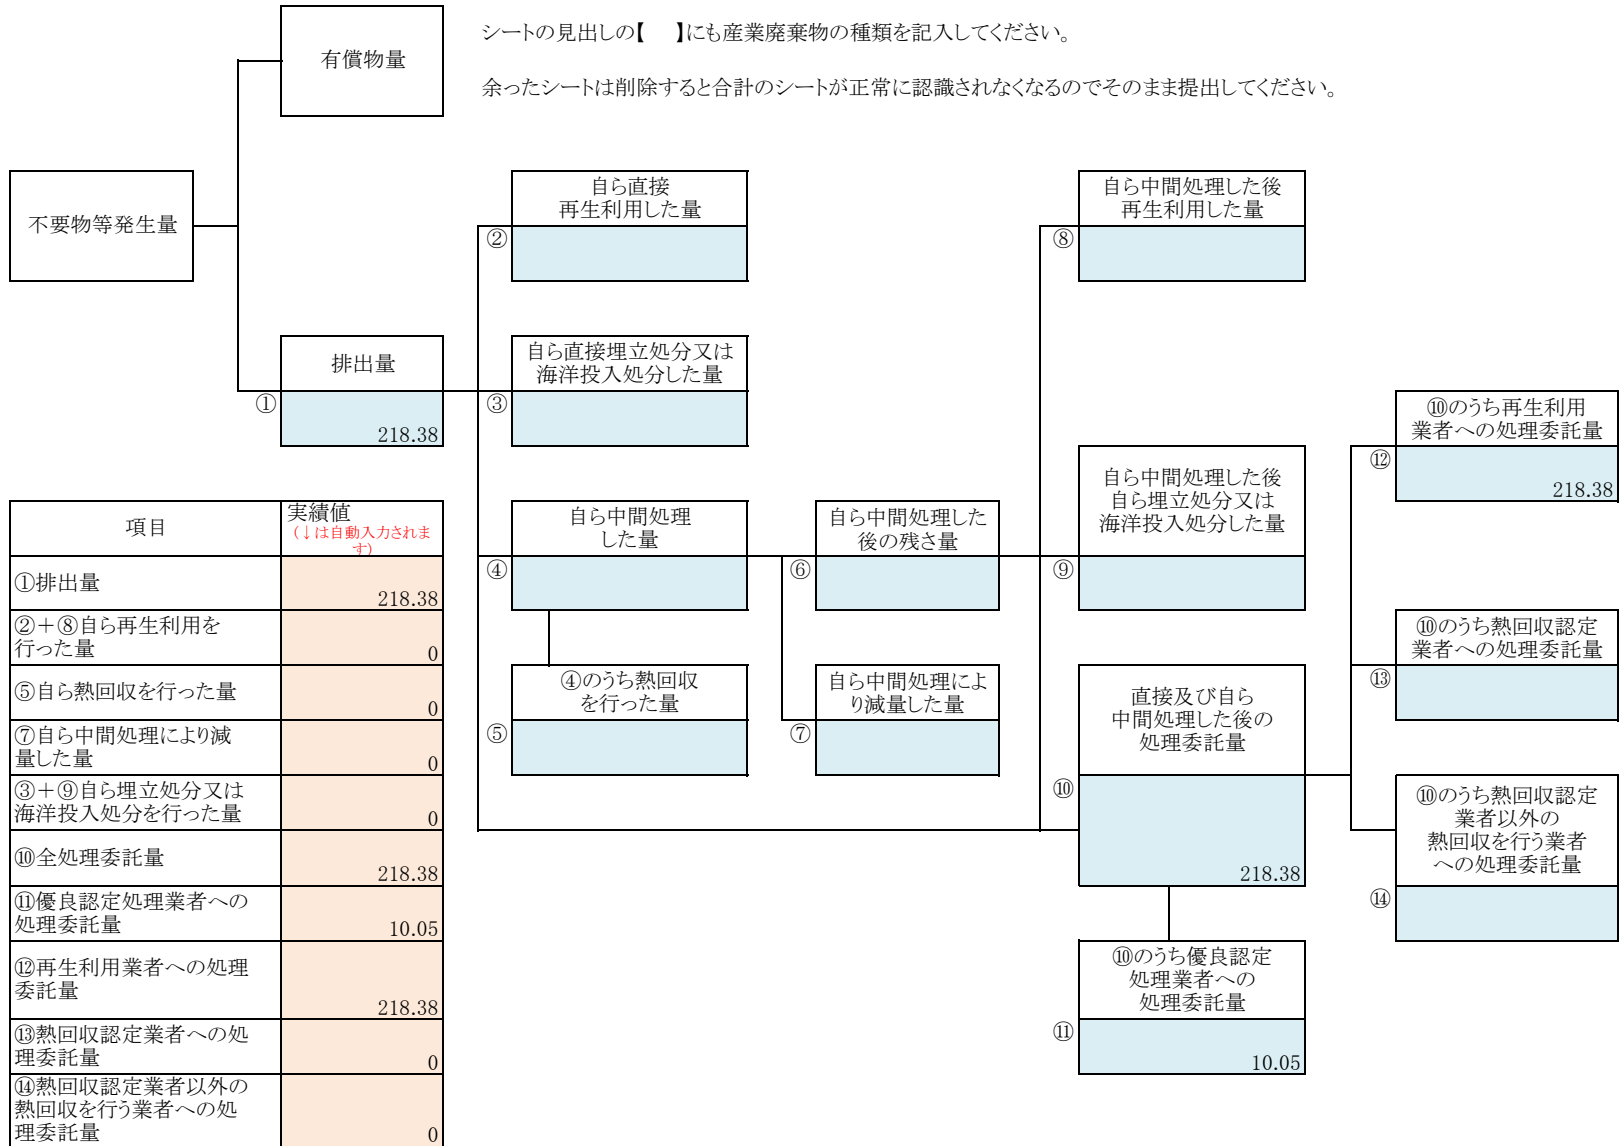 シートの見出しの【　】にも産業廃棄物の種類を記入してください。
余ったシートは削除すると合計のシートが正常に認識されなくなるのでそのまま提出してください。
有償物量
不要物等発生量
排出量
①
218.38
自ら直接
再生利用した量
②
自ら直接埋立処分又は
海洋投入処分した量
③
自ら中間処理
した量
④
④のうち熱回収
を行った量
⑤
自ら中間処理した
後の残さ量
⑥
自ら中間処理によ
り減量した量
⑦
自ら中間処理した後
再生利用した量
⑧
自ら中間処理した後
自ら埋立処分又は
海洋投入処分した量
⑨
直接及び自ら
中間処理した後の
処理委託量
⑩
218.38
⑩のうち優良認定
処理業者への
処理委託量
⑪
10.05
⑩のうち再生利用
業者への処理委託量
⑫
218.38
⑩のうち熱回収認定
業者への処理委託量
⑬
⑩のうち熱回収認定
業者以外の
熱回収を行う業者
への処理委託量
⑭
項目
実績値
（↓は自動入力されま
す）
①排出量
218.38
②＋⑧自ら再生利用を
行った量
0
⑤自ら熱回収を行った量
0
⑦自ら中間処理により減
量した量
0
③＋⑨自ら埋立処分又は
海洋投入処分を行った量
0
⑩全処理委託量
218.38
⑪優良認定処理業者への
処理委託量
10.05
⑫再生利用業者への処理
委託量
218.38
⑬熱回収認定業者への処
理委託量
0
⑭熱回収認定業者以外の
熱回収を行う業者への処
理委託量
0